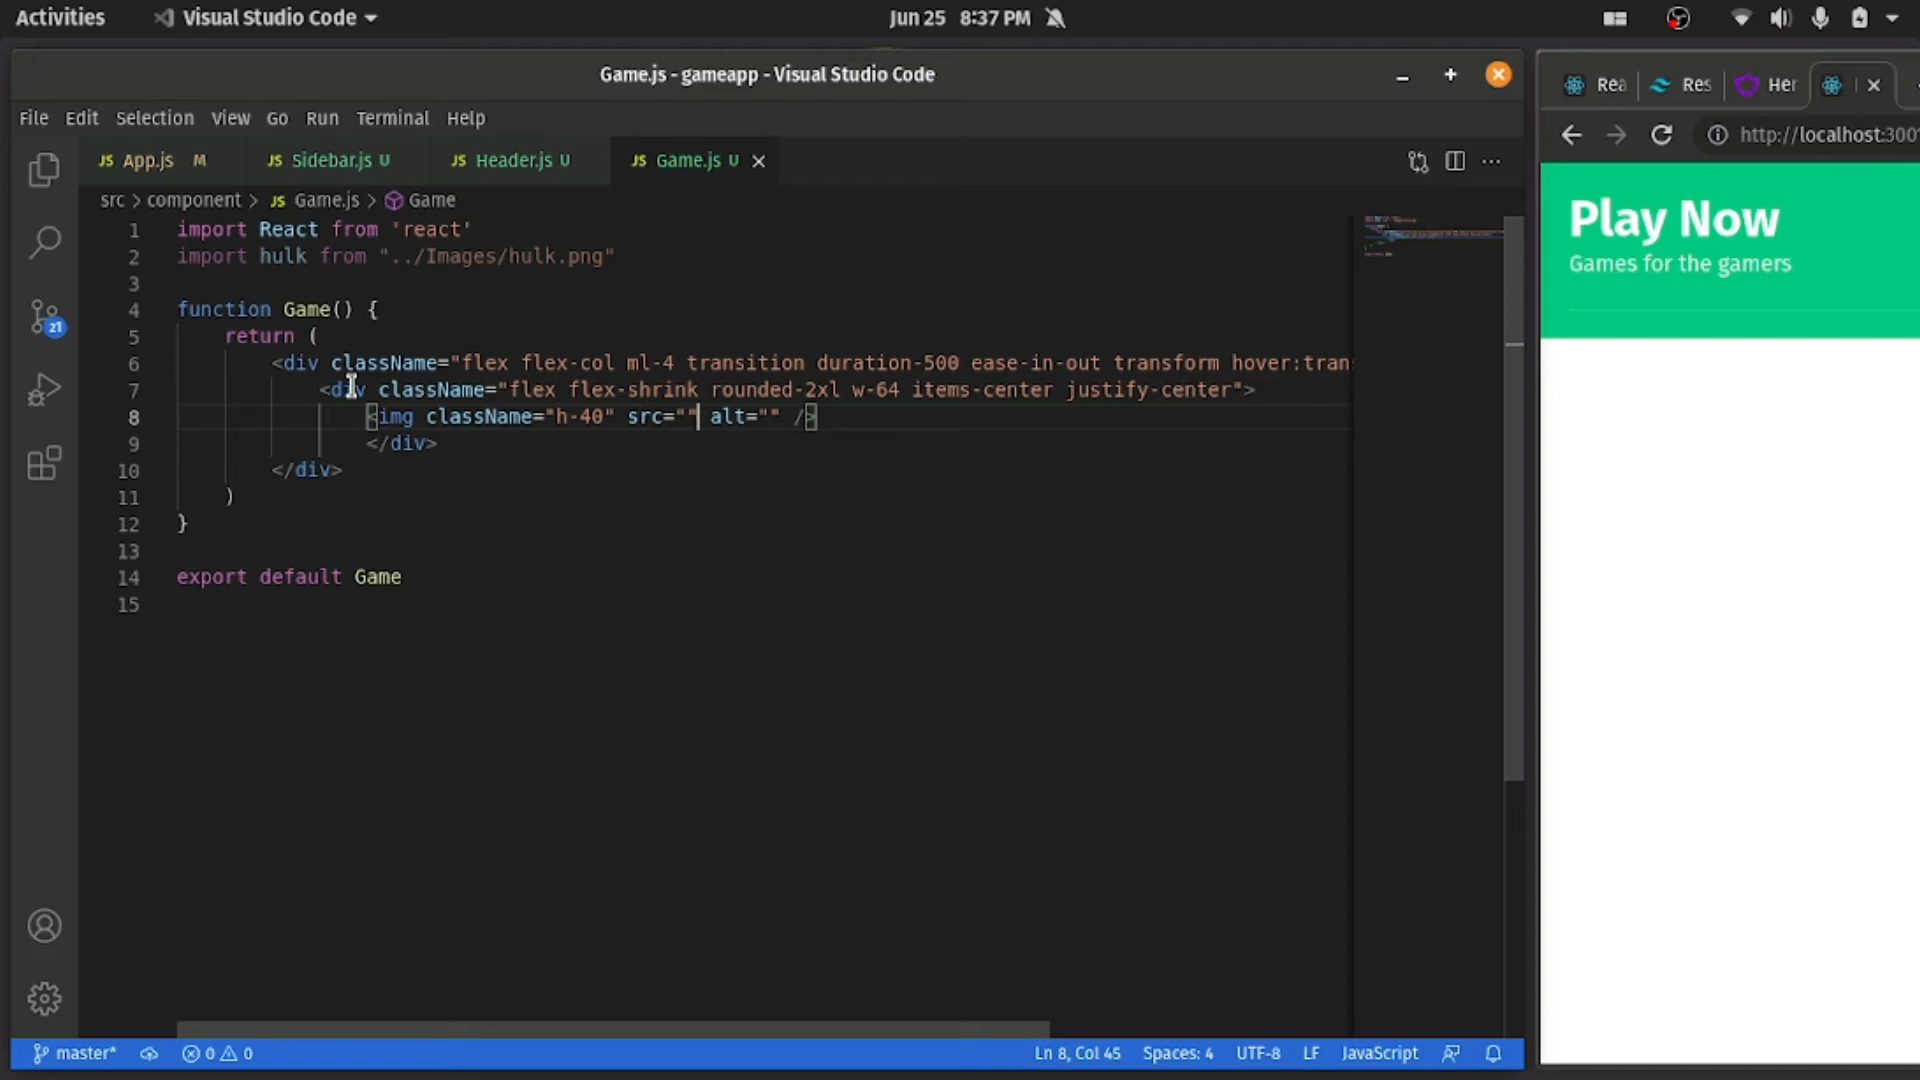 Activities Visual Studio Code Jun 25 8:37 PM
Game.js - gameapp - Visual Studio Code
File Edit Selection View Go Run Terminal Help
JS App.js M JS Sidebar.js U JS Header.js U JS Game.js U
src > component > JS Game.js > Game
1 import React from 'react'
2 import hulk from "../Images/hulk.png"
3
4 function Game() {
5 return (
6 <div className="flex flex-col ml-4 transition duration-500 ease-in-out transform hover:tran
7 <div className="flex flex-shrink rounded-2xl w-64 items-center justify-center">
8 <img className="h-40" src="" alt="" />
9 </div>
10 </div>
11 )
12 }
13
14 export default Game
15
21
master* 0 0 Ln 8, Col 45 Spaces: 4 UTF-8 LF JavaScript
Rea Res Her
http://localhost:300
Play Now
Games for the gamers